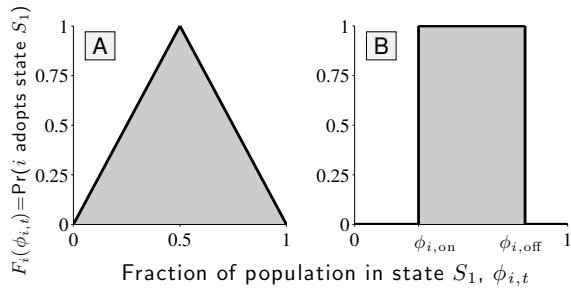 F_i(ϕ_{i,t})=Pr(i adopts state S_1)
A
1
0.75
0.5
0.25
0
0
0.5
1
B
1
0.75
0.5
0.25
0
0
ϕ_{i,on}
ϕ_{i,off}
1
Fraction of population in state S_1, ϕ_{i,t}